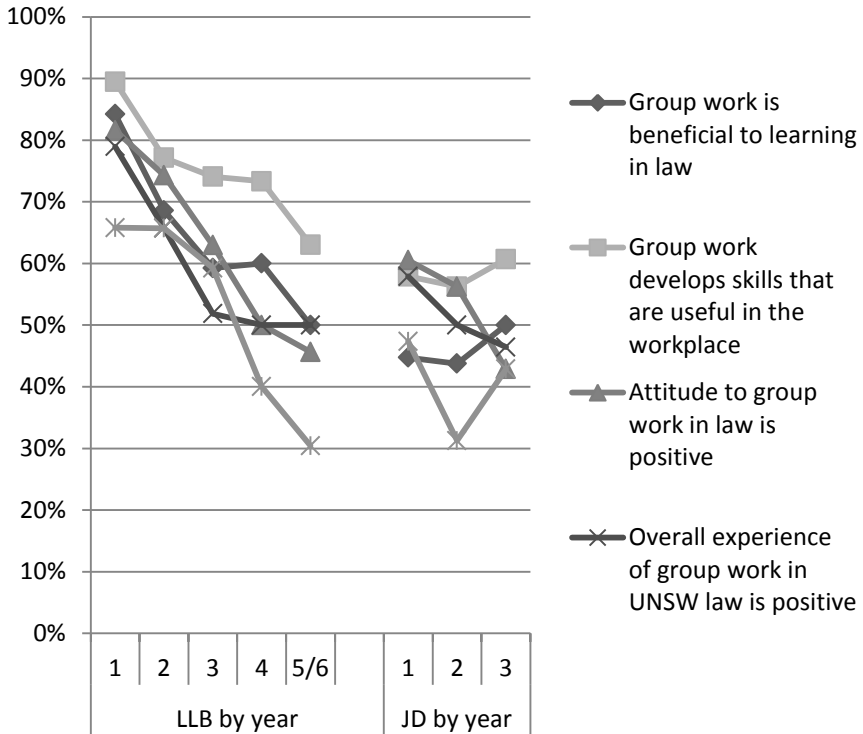 100%
90%
80%
70%
60%
50%
40%
30%
20%
10%
0%
1 2 3 4 5/6 1 2 3
LLB by year JD by year
Group work is
beneficial to learning
in law
Group work
develops skills that
are useful in the
workplace
Attitude to group
work in law is
positive
Overall experience
of group work in
UNSW law is positive